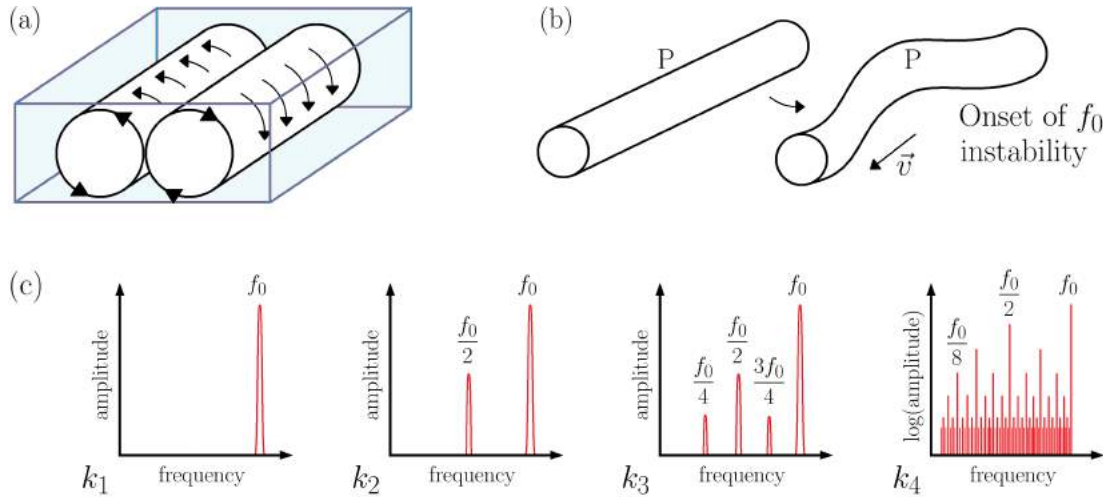 (a)
(b)
P
P
Onset of f₀
instability
v⃗
(c)
f₀
amplitude
k₁
frequency
f₀
f₀/2
amplitude
k₂
frequency
f₀
f₀/2
f₀/4
3f₀/4
amplitude
k₃
frequency
f₀
f₀/2
f₀/8
log(amplitude)
k₄
frequency